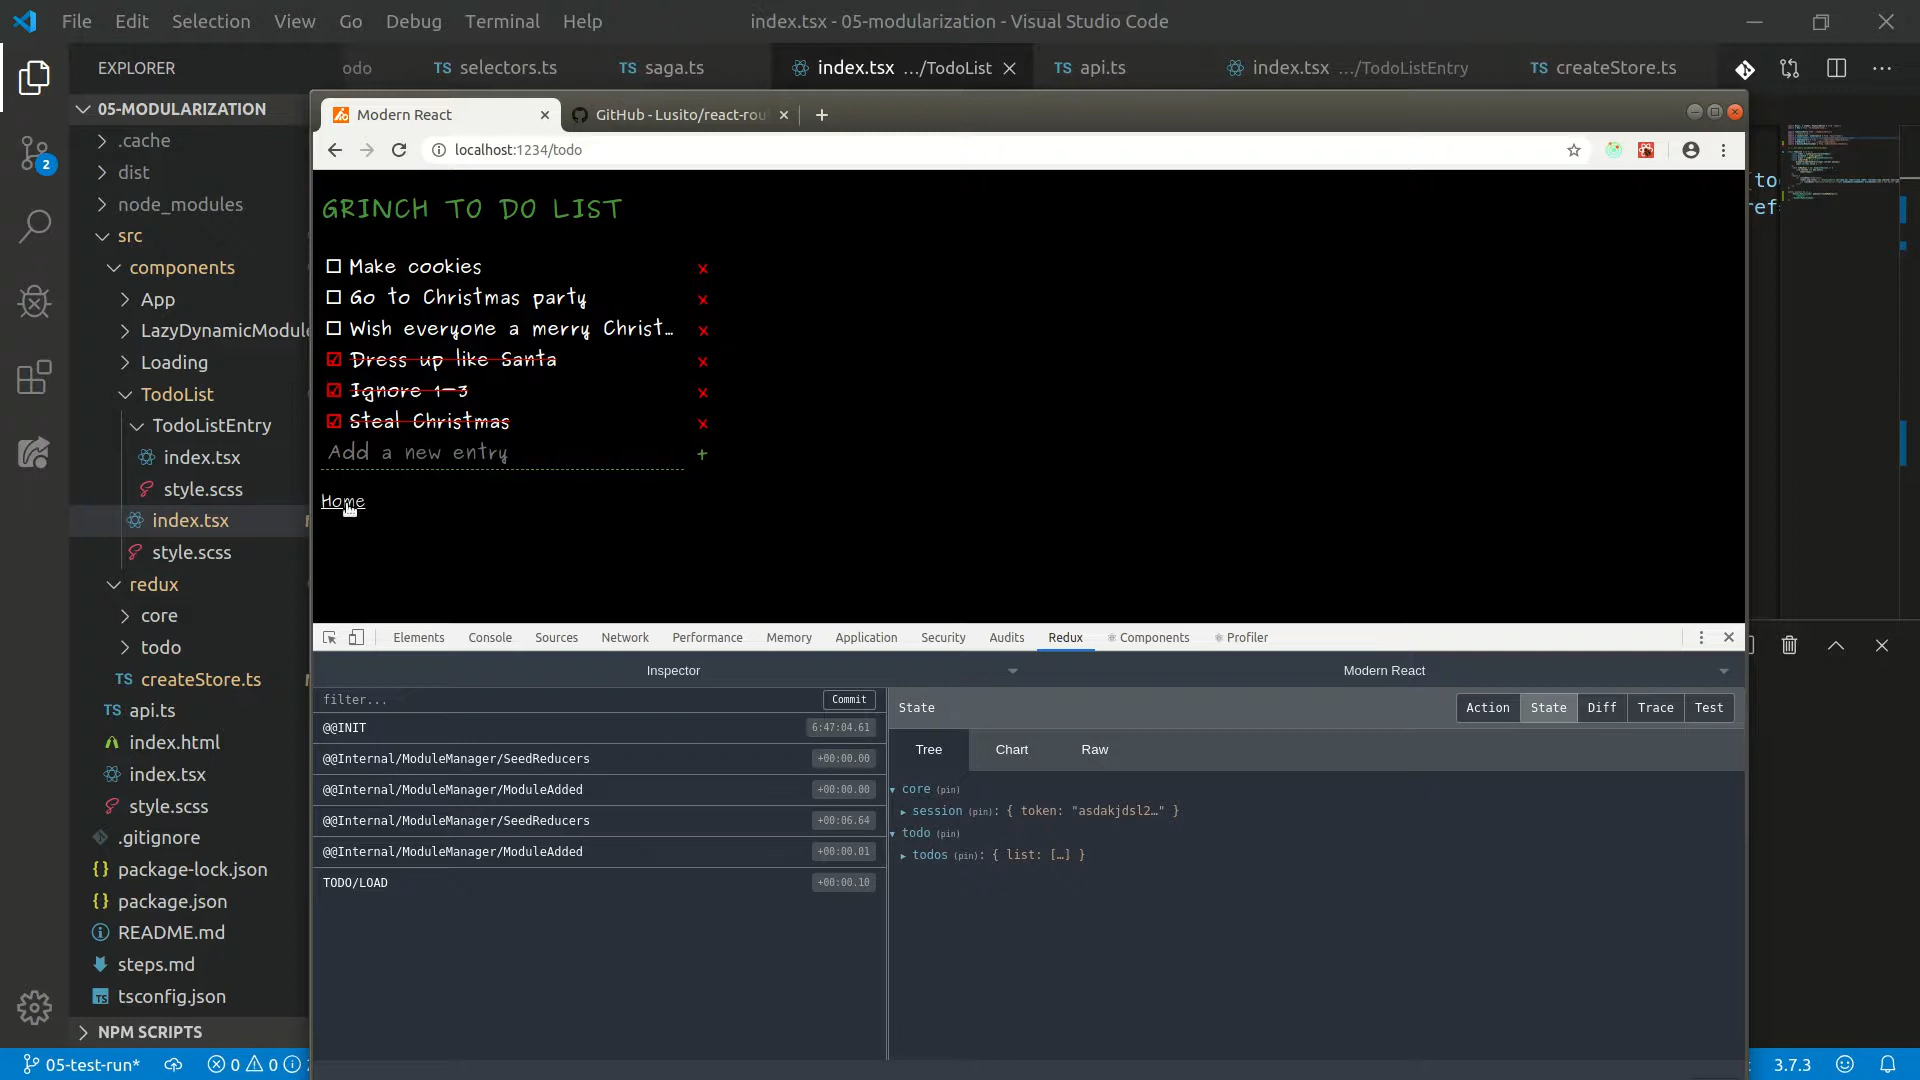 File Edit Selection View Go Debug Terminal Help
index.tsx - 05-modularization - Visual Studio Code
EXPLORER
odo
TS selectors.ts
TS saga.ts
index.tsx .../TodoList
TS api.ts
index.tsx .../TodoListEntry
TS createStore.ts
05-MODULARIZATION
.cache
dist
node_modules
src
components
App
LazyDynamicModul
Loading
TodoList
TodoListEntry
index.tsx
style.scss
index.tsx
style.scss
redux
core
todo
TS createStore.ts
TS api.ts
index.html
index.tsx
style.scss
.gitignore
{} package-lock.json
{} package.json
README.md
steps.md
TS tsconfig.json
NPM SCRIPTS
2
Modern React
GitHub - Lusito/react-rou
localhost:1234/todo
GRINCH TO DO LIST
Make cookies x
Go to Christmas party x
Wish everyone a merry Christ... x
Dress up like Santa x
Ignore 1-3 x
Steal Christmas x
Add a new entry +
Home
Elements Console Sources Network Performance Memory Application Security Audits Redux Components Profiler
Inspector
Modern React
filter... Commit
@@INIT 6:47:04.61
@@Internal/ModuleManager/SeedReducers +00:00.00
@@Internal/ModuleManager/ModuleAdded +00:00.00
@@Internal/ModuleManager/SeedReducers +00:06.64
@@Internal/ModuleManager/ModuleAdded +00:00.01
TODO/LOAD +00:00.10
State
Action State Diff Trace Test
Tree Chart Raw
core (pin)
session (pin): { token: "asdakjdsl2…" }
todo (pin)
todos (pin): { list: […] }
[to
ref
05-test-run*
0 0
3.7.3